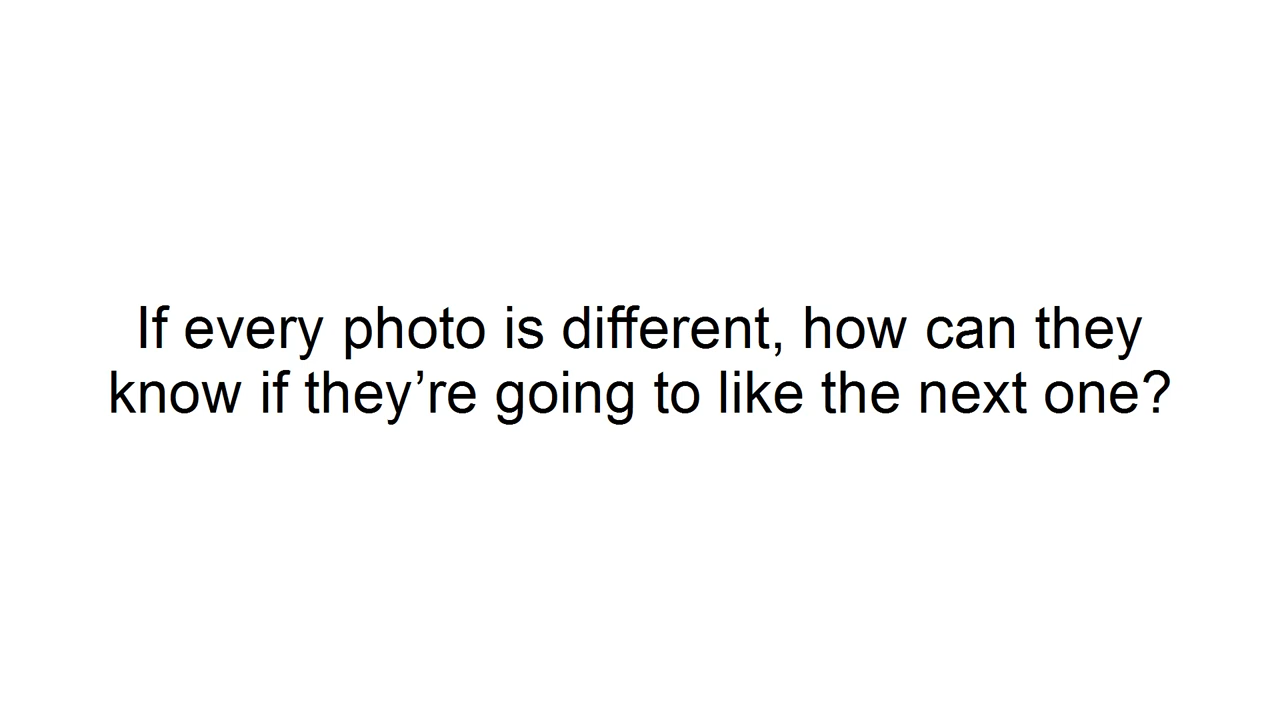 If every photo is different, how can they
know if they’re going to like the next one?